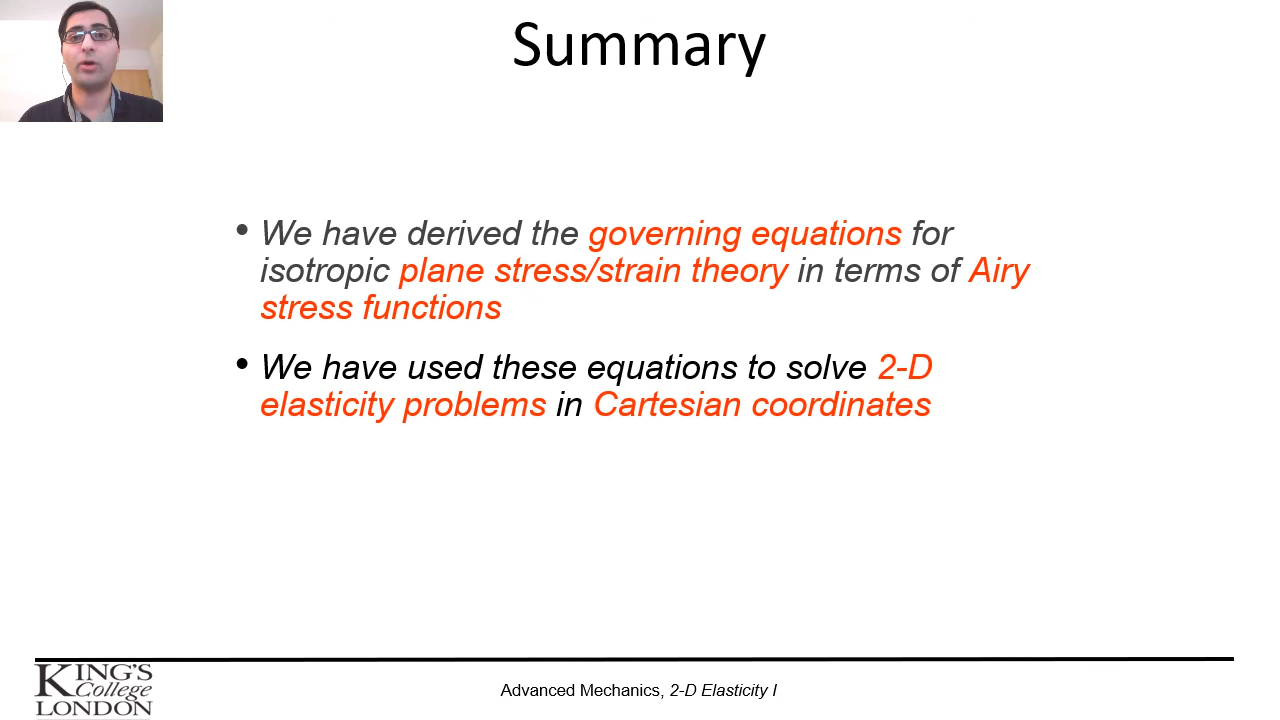 Summary
• We have derived the governing equations for
isotropic plane stress/strain theory in terms of Airy
stress functions
• We have used these equations to solve 2-D
elasticity problems in Cartesian coordinates
KING'S
College
LONDON
Advanced Mechanics, 2-D Elasticity I